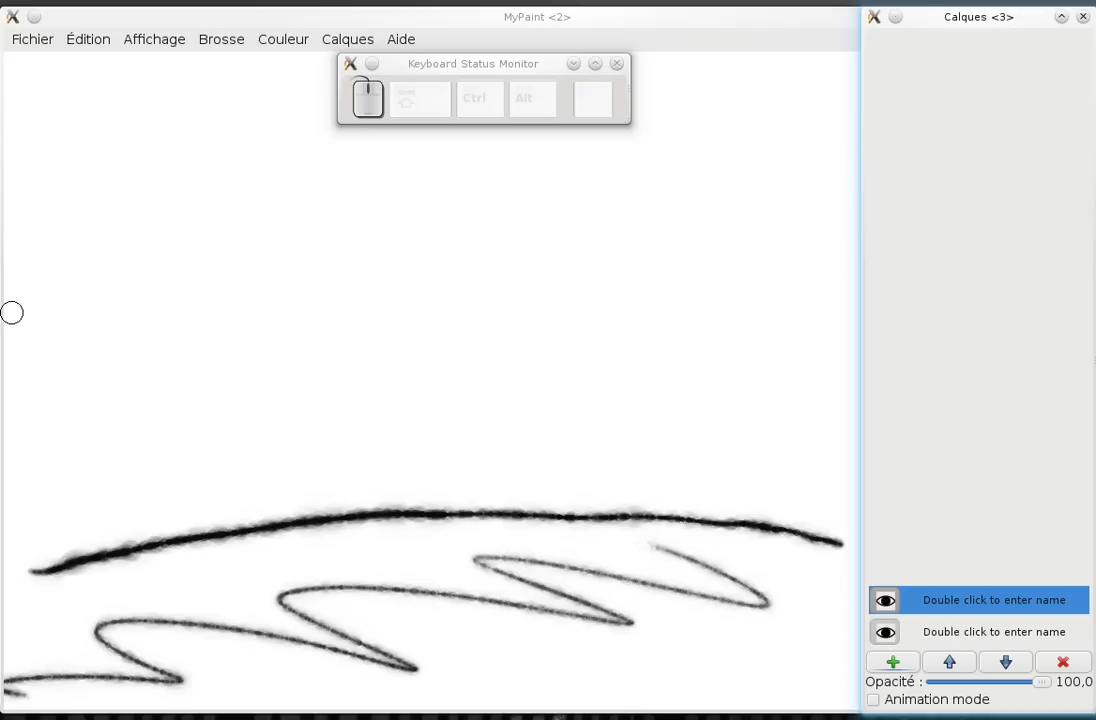 MyPaint <2>
Calques <3>
Fichier Édition Affichage Brosse Couleur Calques Aide
Keyboard Status Monitor
Ctrl Alt
Double click to enter name
Double click to enter name
Opacité : 100,0
Animation mode